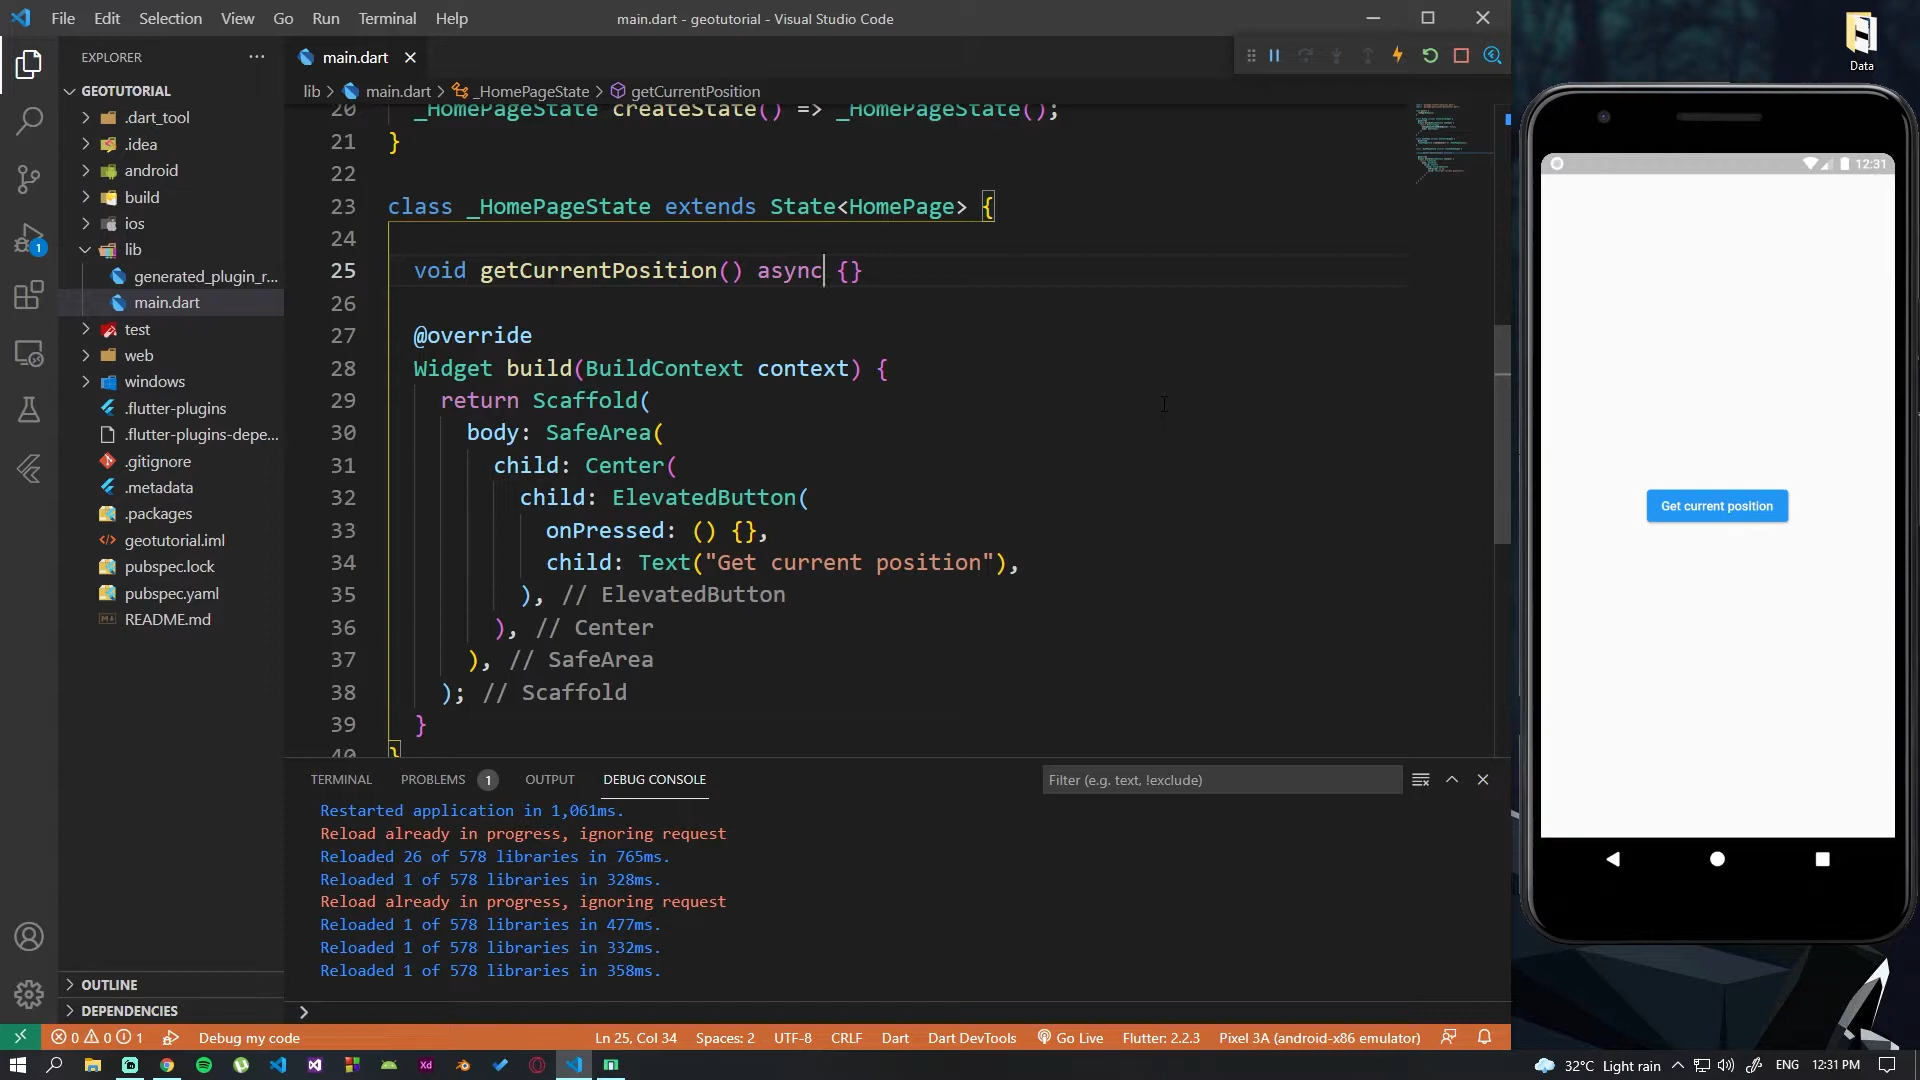 File Edit Selection View Go Run Terminal Help
main.dart - geotutorial - Visual Studio Code
EXPLORER
GEOTUTORIAL
.dart_tool
.idea
android
build
ios
lib
generated_plugin_r...
main.dart
test
web
windows
.flutter-plugins
.flutter-plugins-depe...
.gitignore
.metadata
.packages
geotutorial.iml
pubspec.lock
pubspec.yaml
README.md
OUTLINE
DEPENDENCIES
1
main.dart
lib > main.dart > _HomePageState > getCurrentPosition
20 _HomePageState createState() => _HomePageState();
21 }
22
23 class _HomePageState extends State<HomePage> {
24
25 void getCurrentPosition() async {}
26
27 @override
28 Widget build(BuildContext context) {
29 return Scaffold(
30 body: SafeArea(
31 child: Center(
32 child: ElevatedButton(
33 onPressed: () {},
34 child: Text("Get current position"),
35 ), // ElevatedButton
36 ), // Center
37 ), // SafeArea
38 ); // Scaffold
39 }
40 }
TERMINAL PROBLEMS 1 OUTPUT DEBUG CONSOLE
Filter (e.g. text, !exclude)
Restarted application in 1,061ms.
Reload already in progress, ignoring request
Reloaded 26 of 578 libraries in 765ms.
Reloaded 1 of 578 libraries in 328ms.
Reload already in progress, ignoring request
Reloaded 1 of 578 libraries in 477ms.
Reloaded 1 of 578 libraries in 332ms.
Reloaded 1 of 578 libraries in 358ms.
0 0 1 Debug my code
Ln 25, Col 34 Spaces: 2 UTF-8 CRLF Dart Dart DevTools Go Live Flutter: 2.2.3 Pixel 3A (android-x86 emulator)
Data
12:31
Get current position
Xd
32°C Light rain ENG 12:31 PM